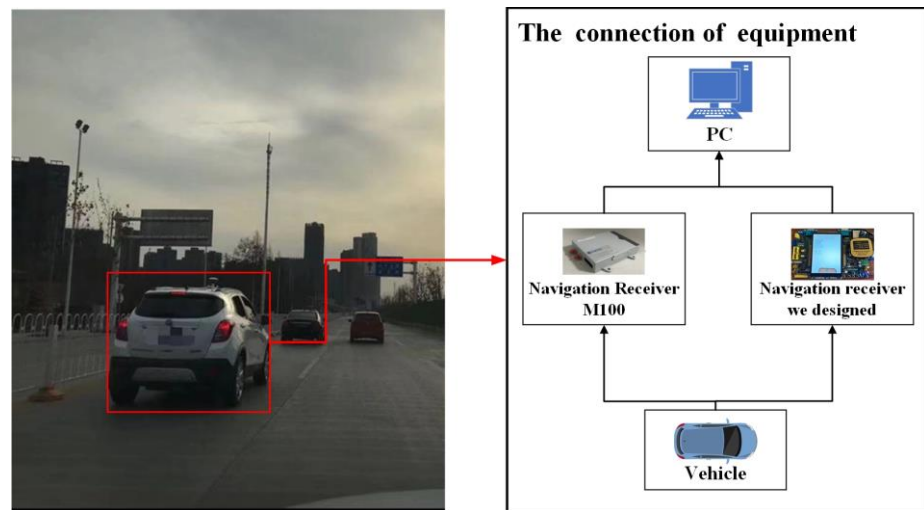 The connection of equipment
PC
Navigation Receiver
M100
Navigation receiver
we designed
Vehicle